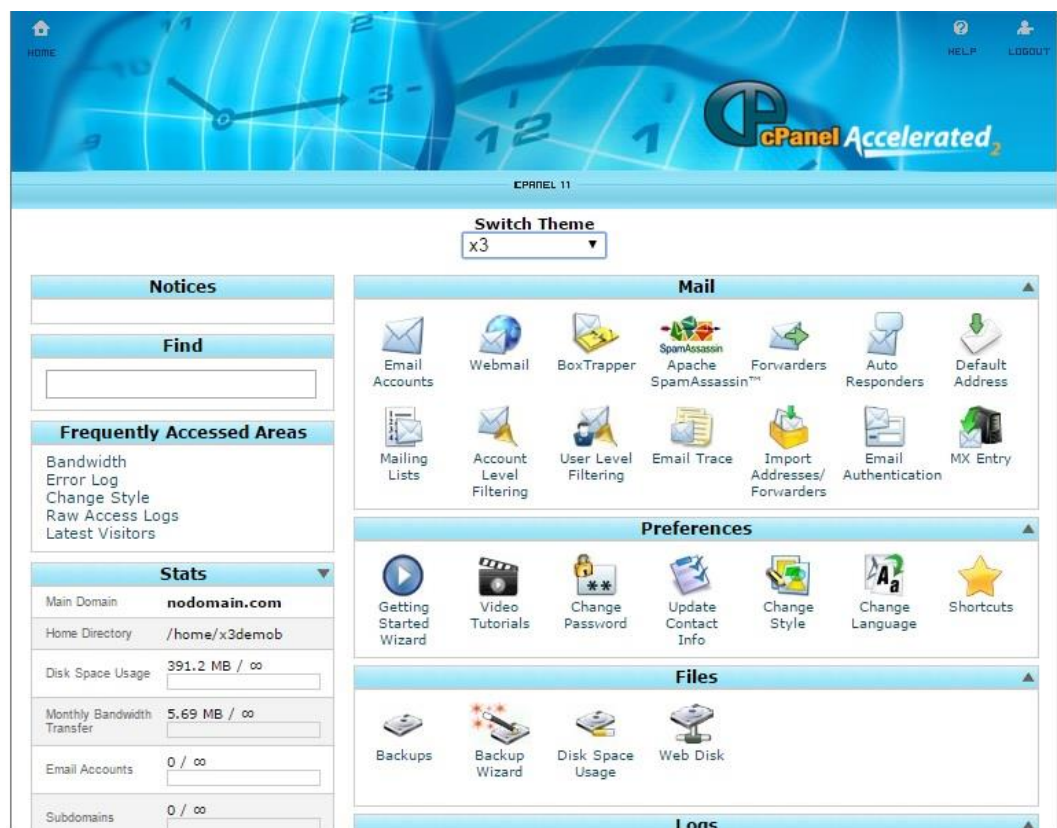 HOME
HELP
LOGOUT
cPanel Accelerated2
CPANEL 11
Switch Theme
x3
Notices
Find
Frequently Accessed Areas
Bandwidth
Error Log
Change Style
Raw Access Logs
Latest Visitors
Stats
Main Domain nodomain.com
Home Directory /home/x3demob
Disk Space Usage 391.2 MB / ∞
Monthly Bandwidth
Transfer
5.69 MB / ∞
Email Accounts 0 / ∞
Subdomains 0 / ∞
Mail
Email
Accounts
Webmail
BoxTrapper
SpamAssassin
Apache
SpamAssassin™
Forwarders
Auto
Responders
Default
Address
Mailing
Lists
Account
Level
Filtering
User Level
Filtering
Email Trace
Import
Addresses/
Forwarders
Email
Authentication
MX Entry
Preferences
Getting
Started
Wizard
Video
Tutorials
Change
Password
Update
Contact
Info
Change
Style
Change
Language
Shortcuts
Files
Backups
Backup
Wizard
Disk Space
Usage
Web Disk
Logs